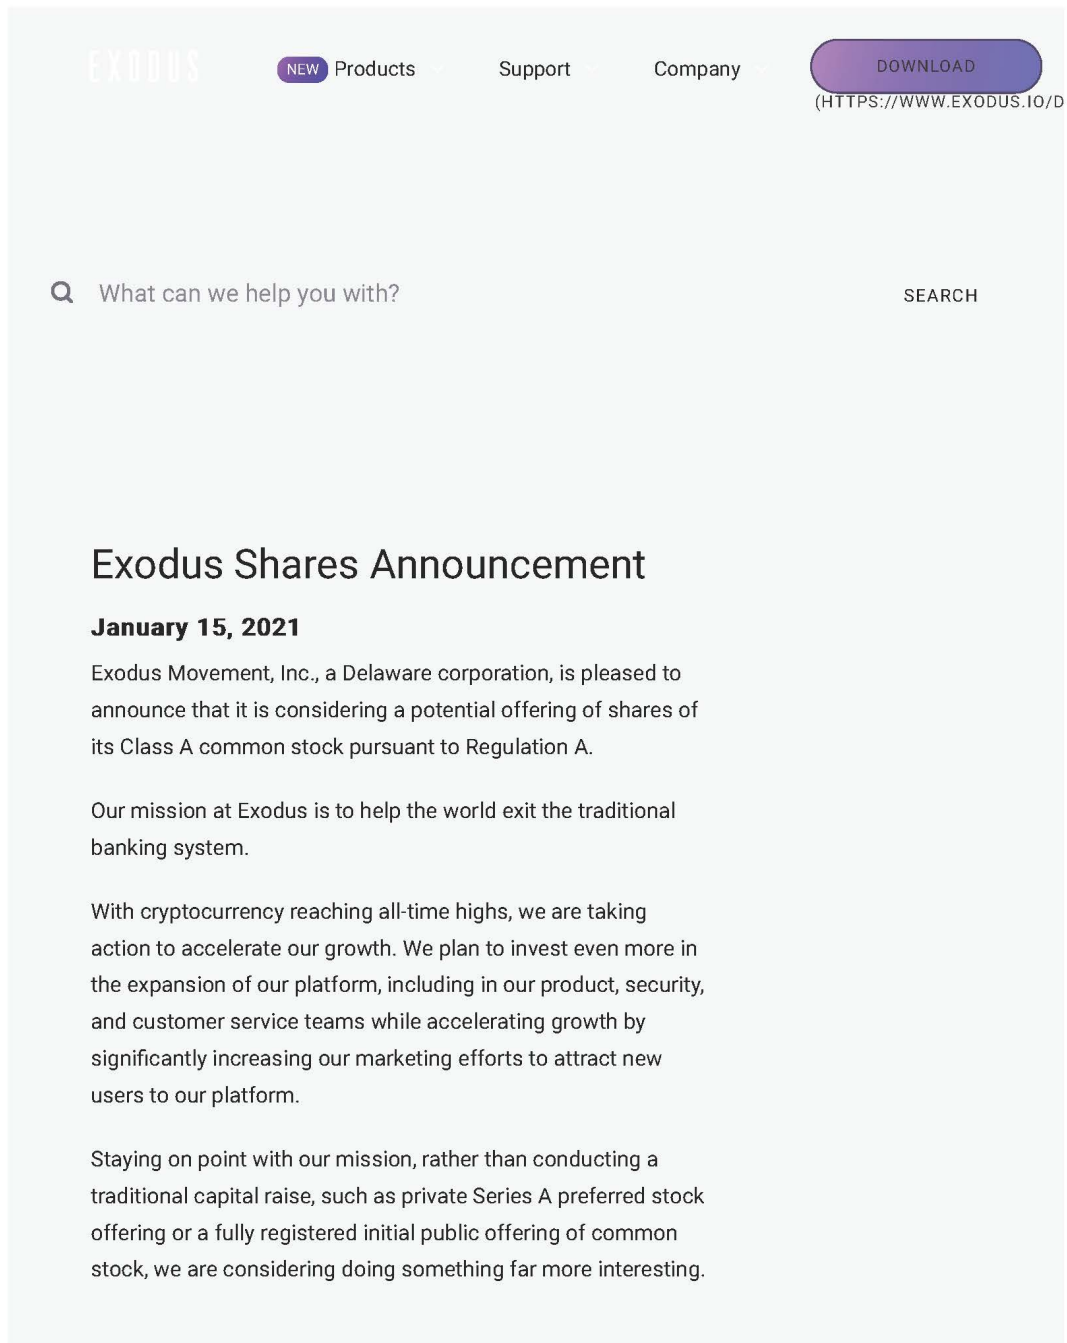 EXODUS
NEW Products Support Company DOWNLOAD
(HTTPS://WWW.EXODUS.IO/D
What can we help you with? SEARCH
Exodus Shares Announcement
January 15, 2021
Exodus Movement, Inc., a Delaware corporation, is pleased to
announce that it is considering a potential offering of shares of
its Class A common stock pursuant to Regulation A.
Our mission at Exodus is to help the world exit the traditional
banking system.
With cryptocurrency reaching all-time highs, we are taking
action to accelerate our growth. We plan to invest even more in
the expansion of our platform, including in our product, security,
and customer service teams while accelerating growth by
significantly increasing our marketing efforts to attract new
users to our platform.
Staying on point with our mission, rather than conducting a
traditional capital raise, such as private Series A preferred stock
offering or a fully registered initial public offering of common
stock, we are considering doing something far more interesting.